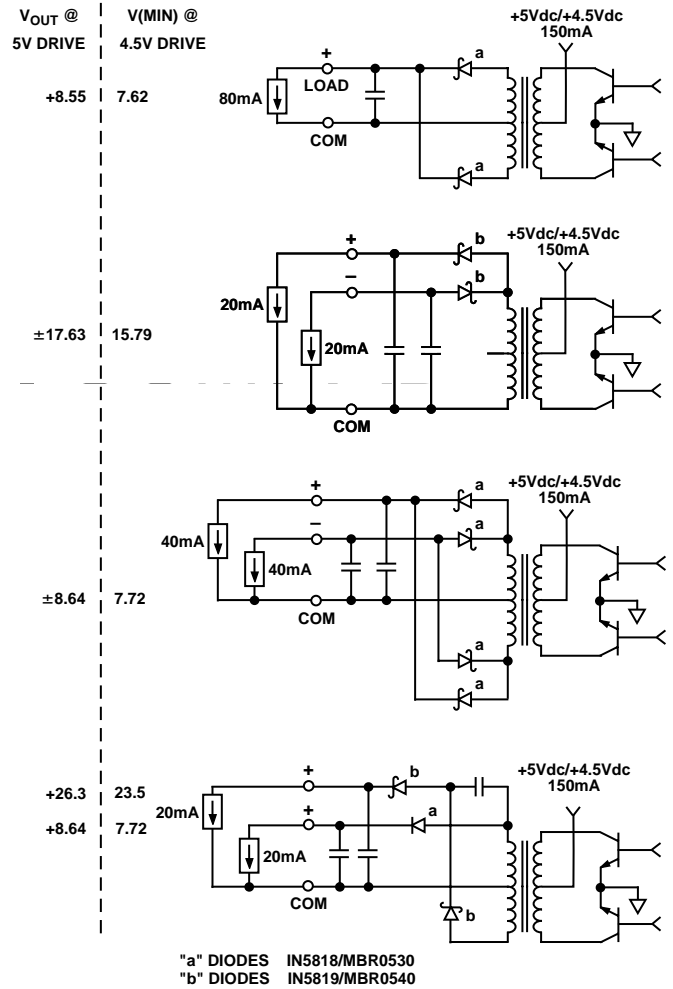 VOUT @ V(MIN) @
5V DRIVE 4.5V DRIVE
+5Vdc/+4.5Vdc
150mA
+ a
LOAD
+8.55 7.62 80mA
COM
a
+ b
+5Vdc/+4.5Vdc
150mA
− b
20mA
±17.63 15.79 20mA
COM
+ a
+5Vdc/+4.5Vdc
150mA
− a
40mA
40mA
±8.64 7.72
COM
a
a
+ b
+5Vdc/+4.5Vdc
150mA
+26.3 23.5 20mA
+ a
+8.64 7.72
20mA
COM b
"a" DIODES IN5818/MBR0530
"b" DIODES IN5819/MBR0540